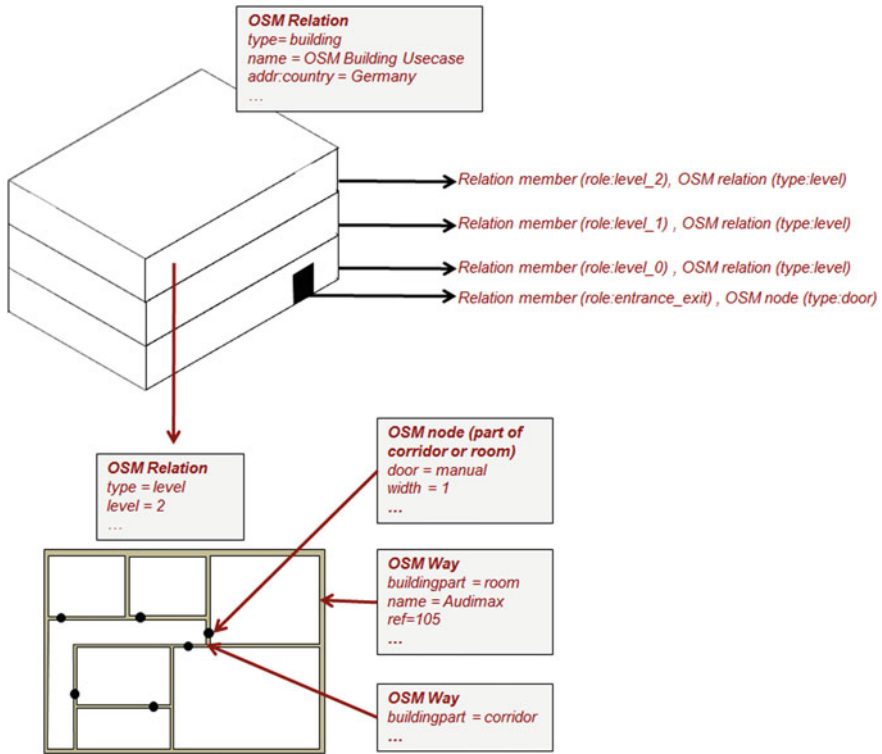 OSM Relation
type= building
name = OSM Building Usecase
addr:country = Germany
...
Relation member (role:level_2), OSM relation (type:level)
Relation member (role:level_1) , OSM relation (type:level)
Relation member (role:level_0) , OSM relation (type:level)
Relation member (role:entrance_exit) , OSM node (type:door)
OSM Relation
type = level
level = 2
...
OSM node (part of
corridor or room)
door = manual
width = 1
...
OSM Way
buildingpart = room
name = Audimax
ref=105
...
OSM Way
buildingpart = corridor
...